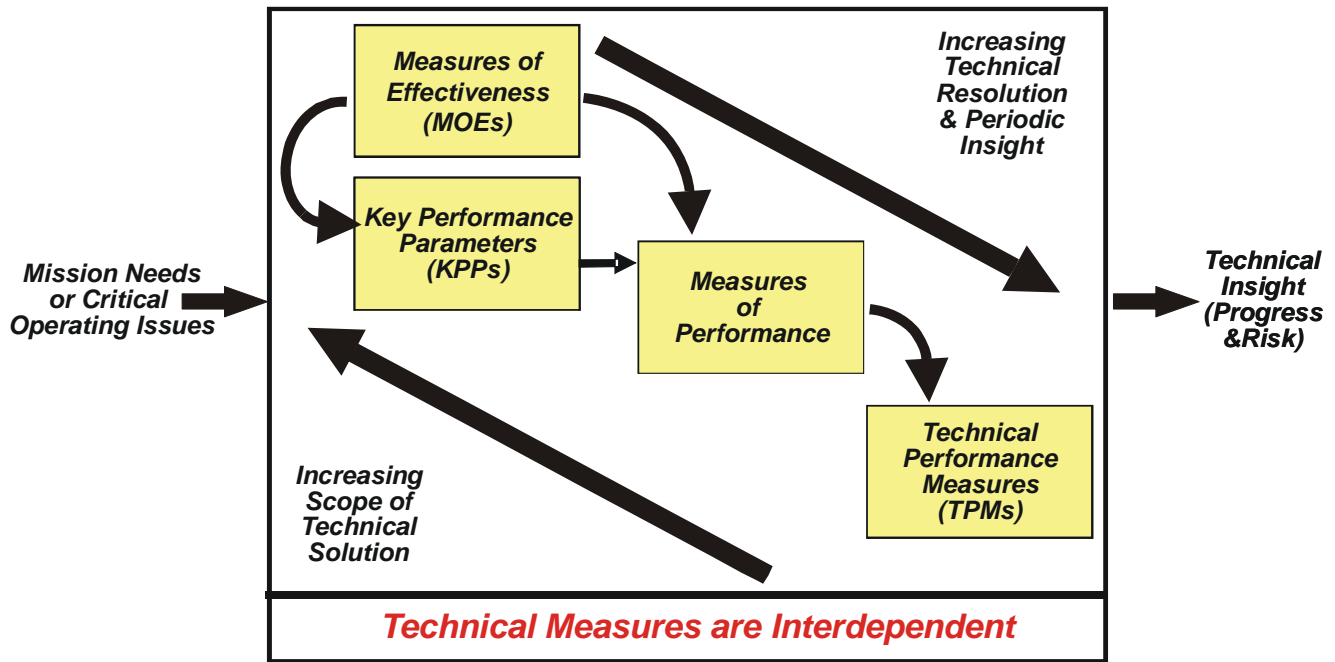 Measures of
Effectiveness
(MOEs)
Increasing
Technical
Resolution
& Periodic
Insight
Key Performance
Parameters
(KPPs)
Mission Needs
or Critical
Operating Issues
Measures
of
Performance
Technical
Insight
(Progress
&Risk)
Technical
Performance
Measures
(TPMs)
Increasing
Scope of
Technical
Solution
Technical Measures are Interdependent